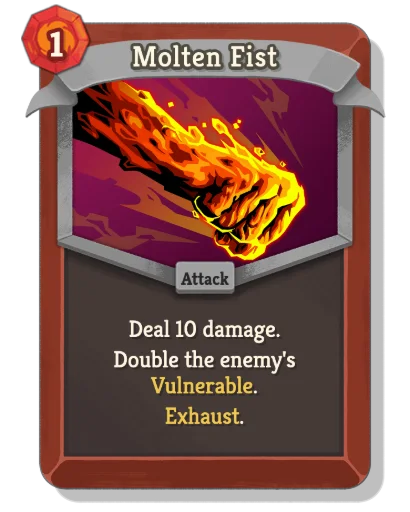 1
Molten Fist
Attack
Deal 10 damage.
Double the enemy's
Vulnerable.
Exhaust.